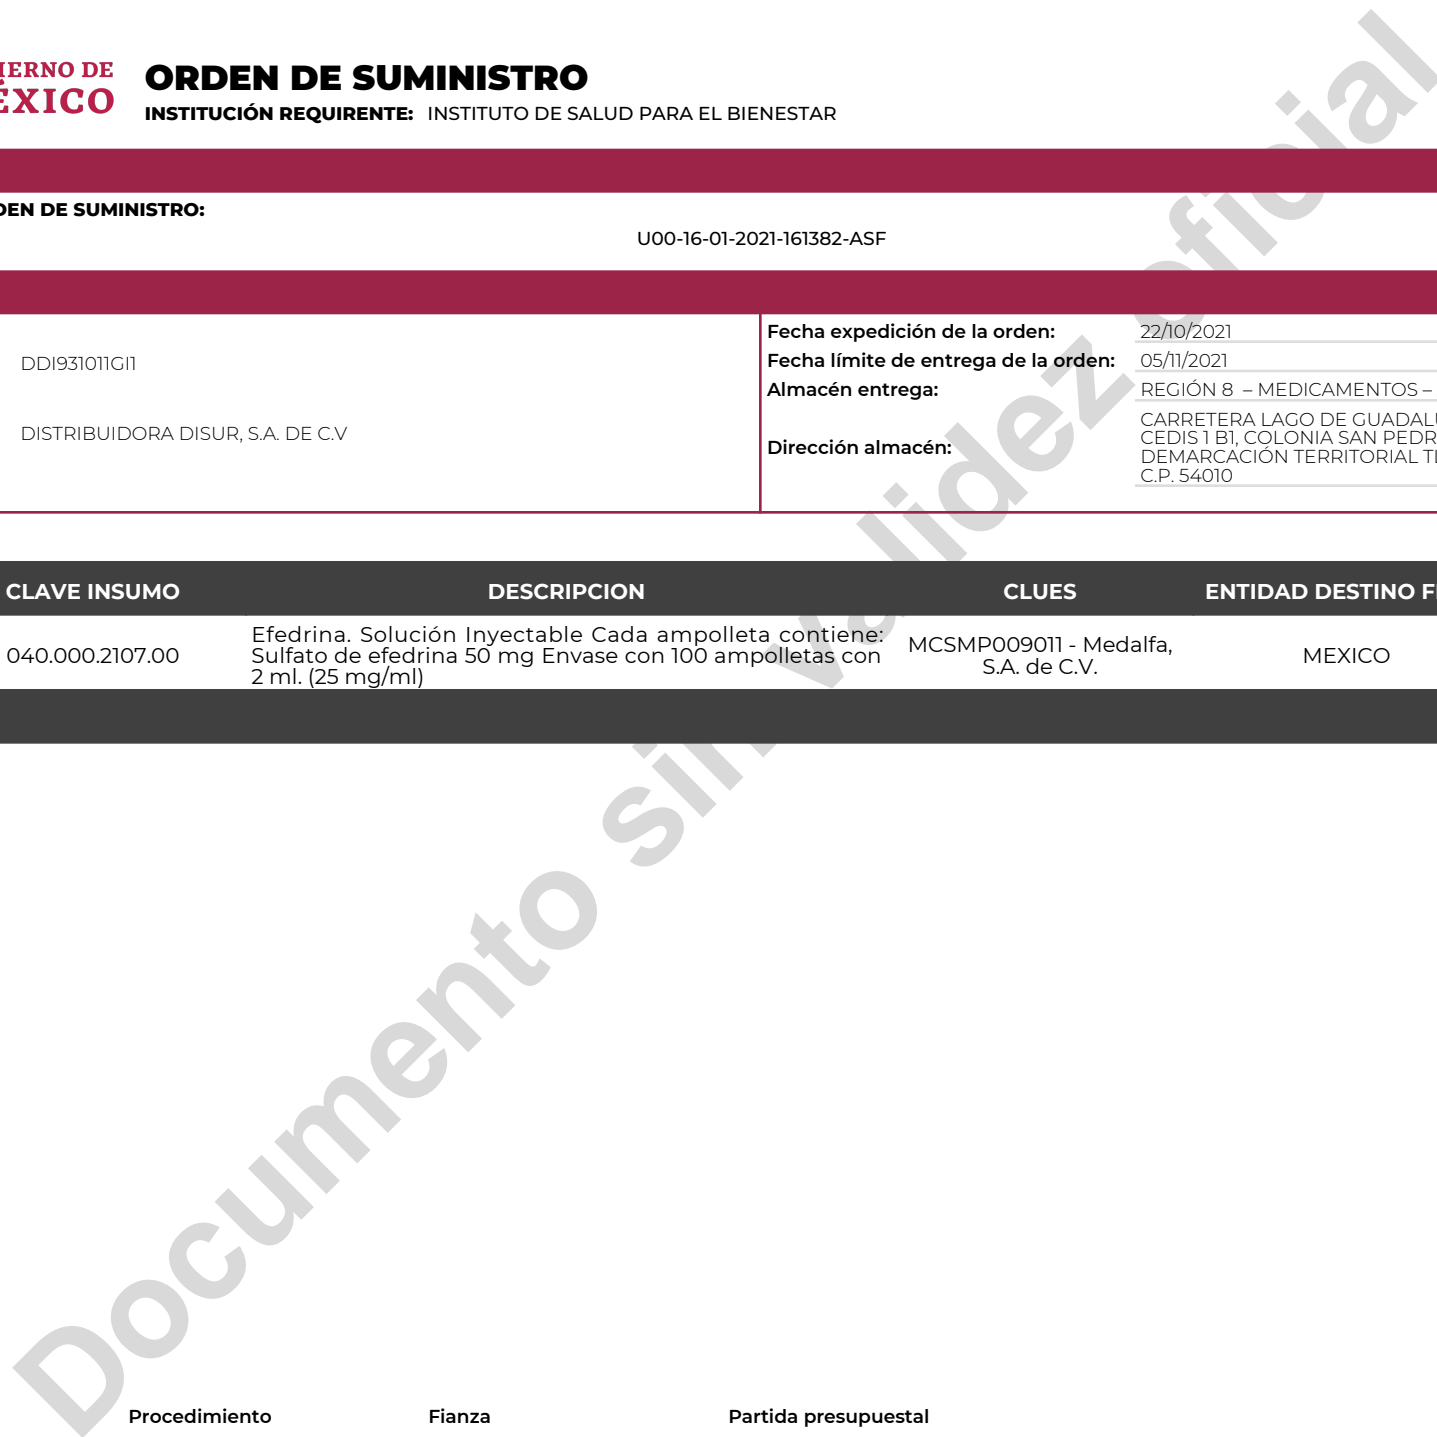 IERNO DE
ÉXICO
ORDEN DE SUMINISTRO
INSTITUCIÓN REQUIRENTE: INSTITUTO DE SALUD PARA EL BIENESTAR
DEN DE SUMINISTRO:
U00-16-01-2021-161382-ASF
DDI931011GI1
DISTRIBUIDORA DISUR, S.A. DE C.V
Fecha expedición de la orden: 22/10/2021
Fecha límite de entrega de la orden: 05/11/2021
Almacén entrega: REGIÓN 8 – MEDICAMENTOS –
Dirección almacén:
CARRETERA LAGO DE GUADALU
CEDIS 1 B1, COLONIA SAN PEDR
DEMARCACIÓN TERRITORIAL TL
C.P. 54010
CLAVE INSUMO DESCRIPCION CLUES ENTIDAD DESTINO FI
040.000.2107.00
Efedrina. Solución Inyectable Cada ampolleta contiene:
Sulfato de efedrina 50 mg Envase con 100 ampolletas con
2 ml. (25 mg/ml)
MCSMP009011 - Medalfa,
S.A. de C.V.
MEXICO
Documento sin validez oficial
Procedimiento Fianza Partida presupuestal